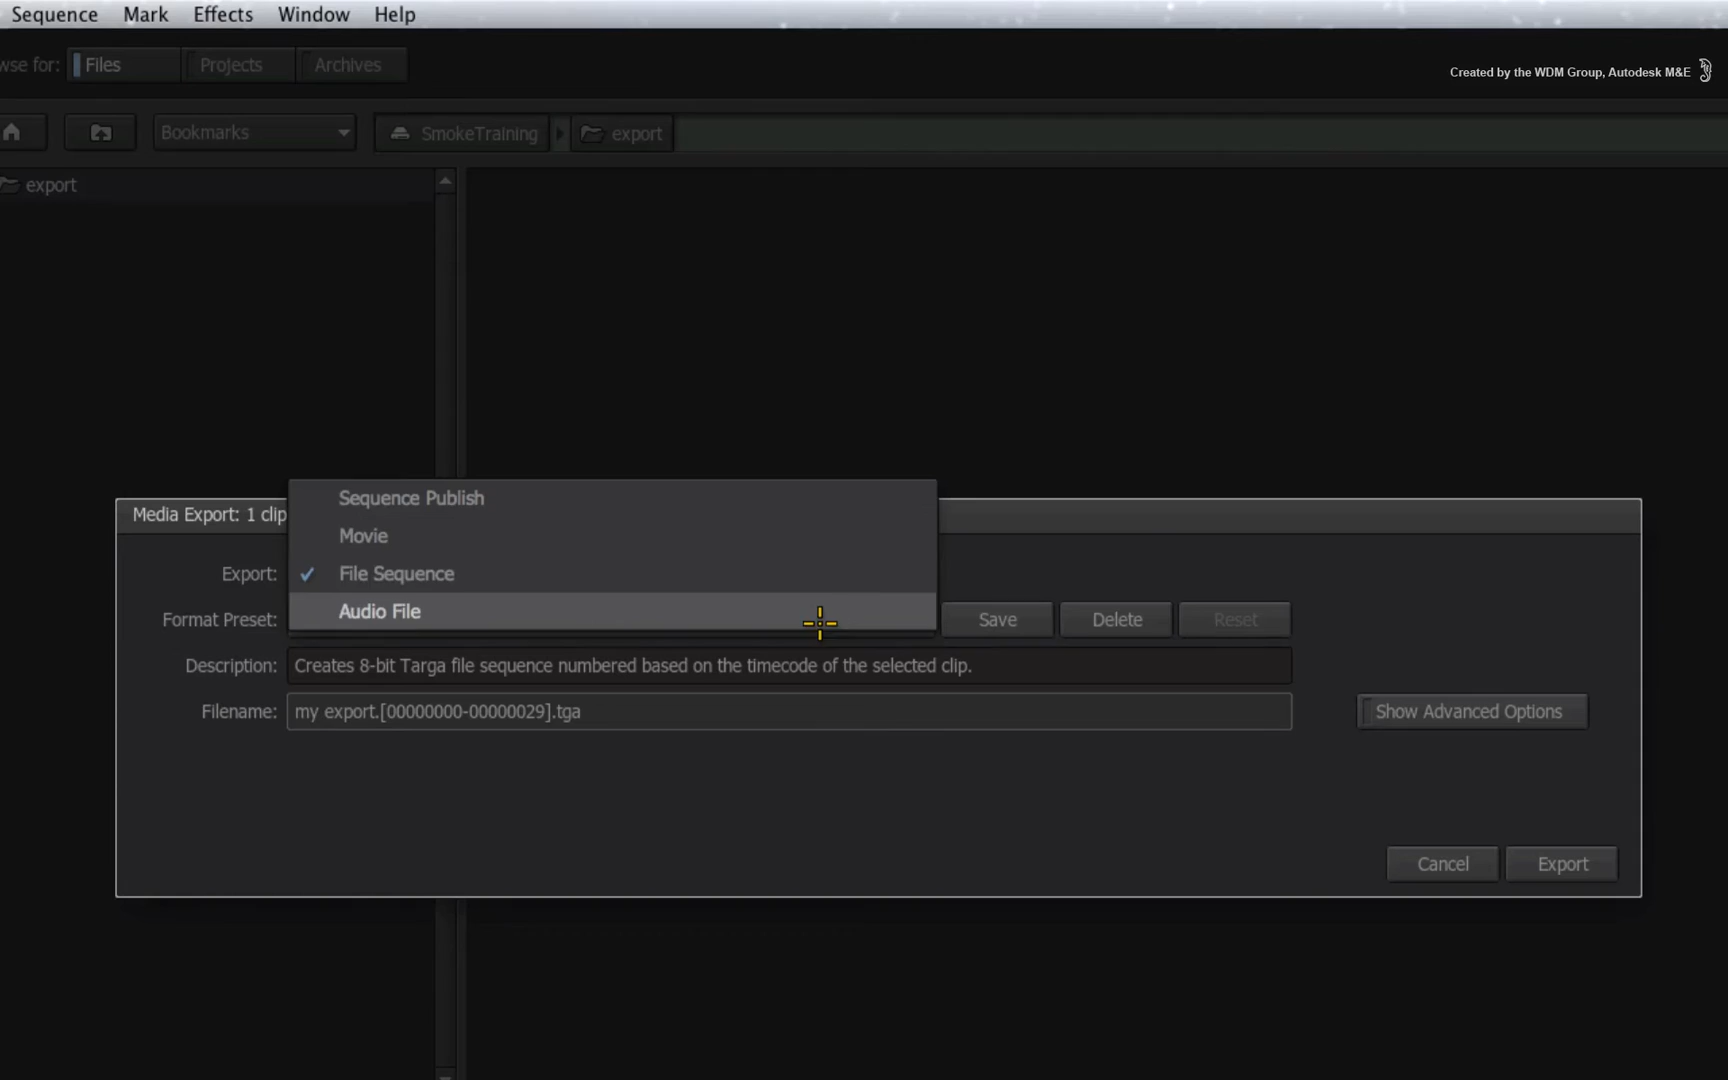 Sequence Mark Effects Window Help
wse for: Files Projects Archives
Created by the WDM Group, Autodesk M&E
Bookmarks SmokeTraining export
export
Media Export: 1 clip
Sequence Publish
Movie
Export: ✓ File Sequence
Audio File
Format Preset: Save Delete Reset
Description: Creates 8-bit Targa file sequence numbered based on the timecode of the selected clip.
Filename: my export.[00000000-00000029].tga Show Advanced Options
Cancel Export